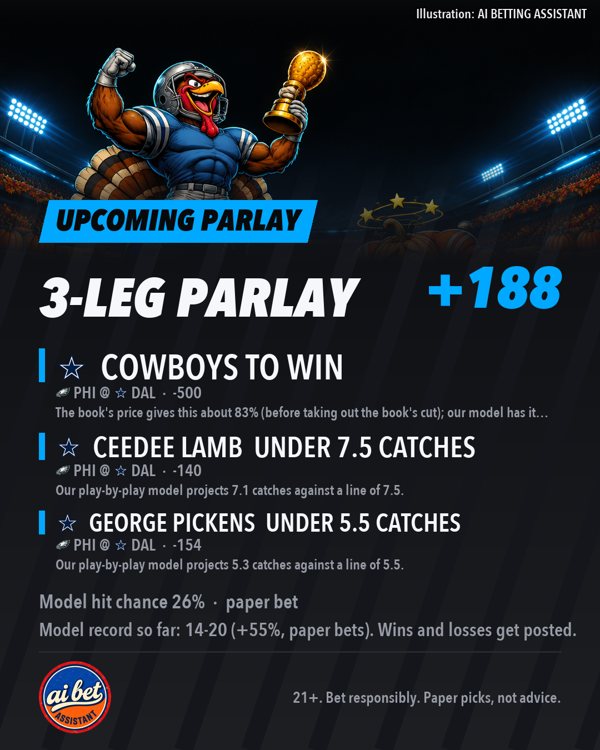 Illustration: AI BETTING ASSISTANT
UPCOMING PARLAY
3-LEG PARLAY
+188
COWBOYS TO WIN
PHI @ DAL · -500
The book's price gives this about 83% (before taking out the book's cut); our model has it…
CEEDEE LAMB UNDER 7.5 CATCHES
PHI @ DAL · -140
Our play-by-play model projects 7.1 catches against a line of 7.5.
GEORGE PICKENS UNDER 5.5 CATCHES
PHI @ DAL · -154
Our play-by-play model projects 5.3 catches against a line of 5.5.
Model hit chance 26% · paper bet
Model record so far: 14-20 (+55%, paper bets). Wins and losses get posted.
ai bet
ASSISTANT
21+. Bet responsibly. Paper picks, not advice.